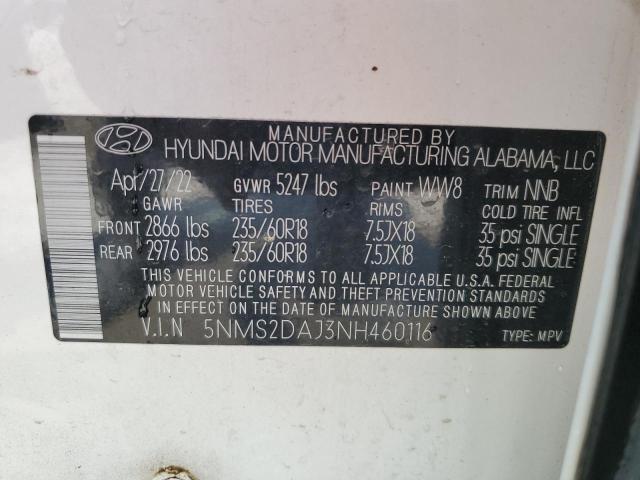 MANUFACTURED BY
HYUNDAI MOTOR MANUFACTURING ALABAMA, LLC
Apr/27/22 GVWR 5247 lbs PAINT WW8 TRIM NNB
GAWR TIRES RIMS COLD TIRE INFL
FRONT 2866 lbs 235/60R18 7.5JX18 35 psi SINGLE
REAR 2976 lbs 235/60R18 7.5JX18 35 psi SINGLE
THIS VEHICLE CONFORMS TO ALL APPLICABLE U.S.A. FEDERAL
MOTOR VEHICLE SAFETY AND THEFT PREVENTION STANDARDS
IN EFFECT ON THE DATE OF MANUFACTURE SHOWN ABOVE.
V.I.N 5NMS2DAJ3NH460116 TYPE: MPV